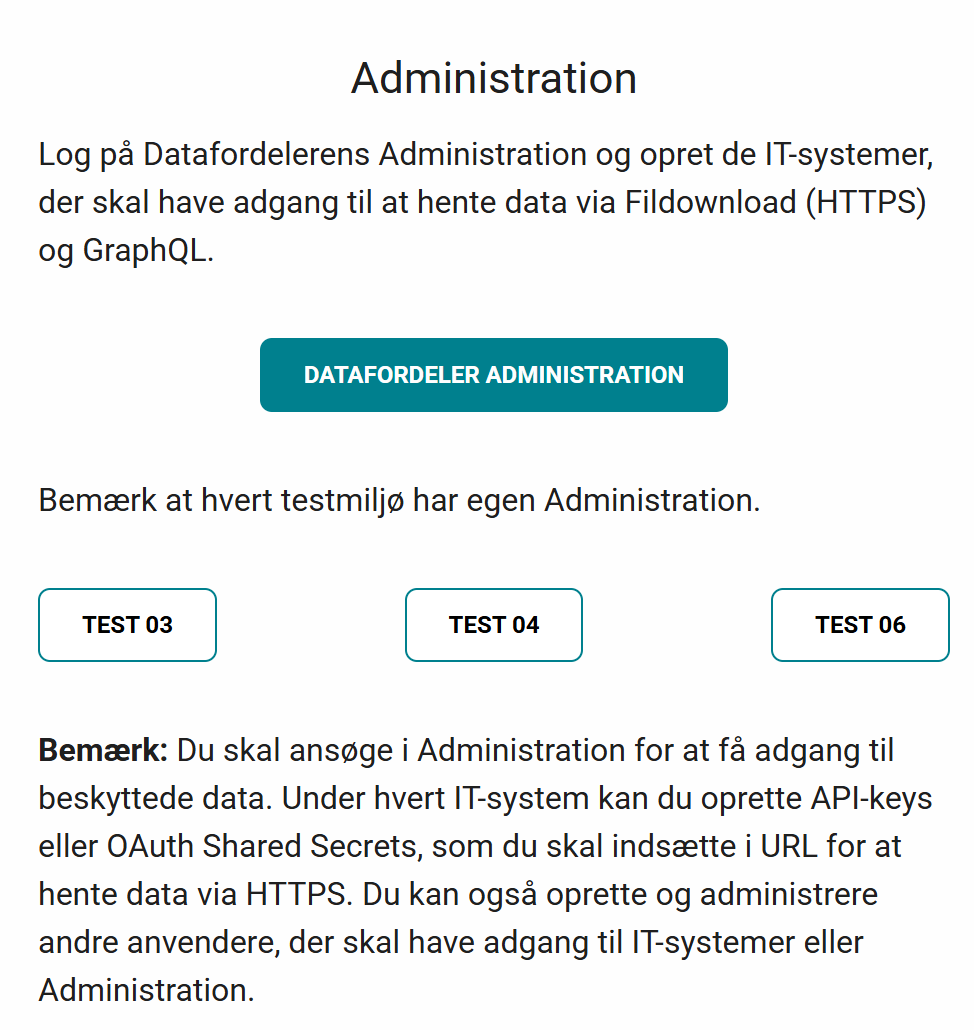 Administration
Log på Datafordelerens Administration og opret de IT-systemer,
der skal have adgang til at hente data via Fildownload (HTTPS)
og GraphQL.
DATAFORDELER ADMINISTRATION
Bemærk at hvert testmiljø har egen Administration.
TEST 03
TEST 04
TEST 06
Bemærk: Du skal ansøge i Administration for at få adgang til
beskyttede data. Under hvert IT-system kan du oprette API-keys
eller OAuth Shared Secrets, som du skal indsætte i URL for at
hente data via HTTPS. Du kan også oprette og administrere
andre anvendere, der skal have adgang til IT-systemer eller
Administration.